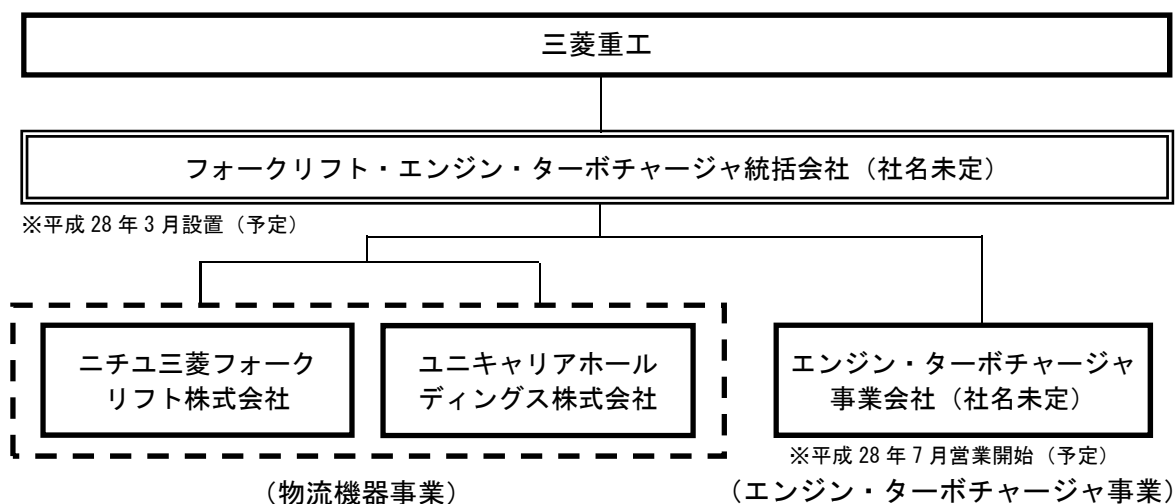 三菱重工
フォークリフト・エンジン・ターボチャージャ統括会社（社名未定）
※平成 28 年 3 月設置（予定）
ニチユ三菱フォーク
リフト株式会社
ユニキャリアホール
ディングス株式会社
エンジン・ターボチャージャ
事業会社（社名未定）
※平成 28 年 7 月営業開始（予定）
（物流機器事業）
（エンジン・ターボチャージャ事業）